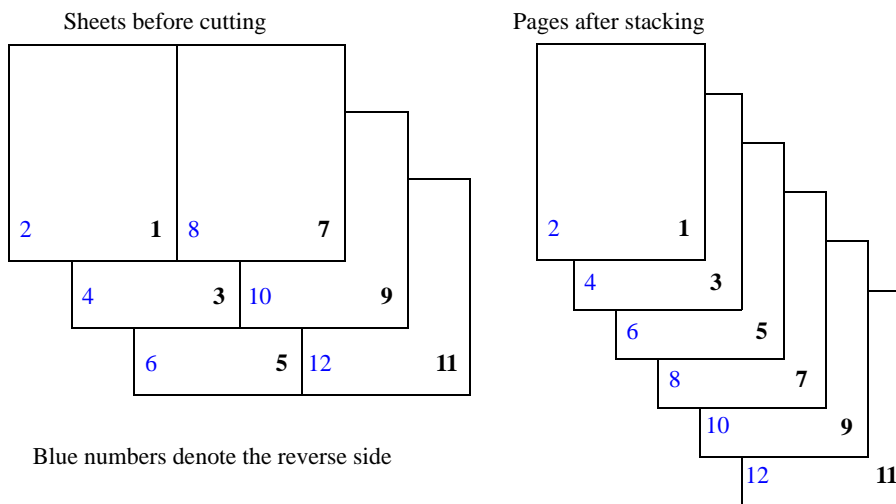 Sheets before cutting
2 1 8 7
4 3 10 9
6 5 12 11
Blue numbers denote the reverse side
Pages after stacking
2 1
4 3
6 5
8 7
10 9
12 11